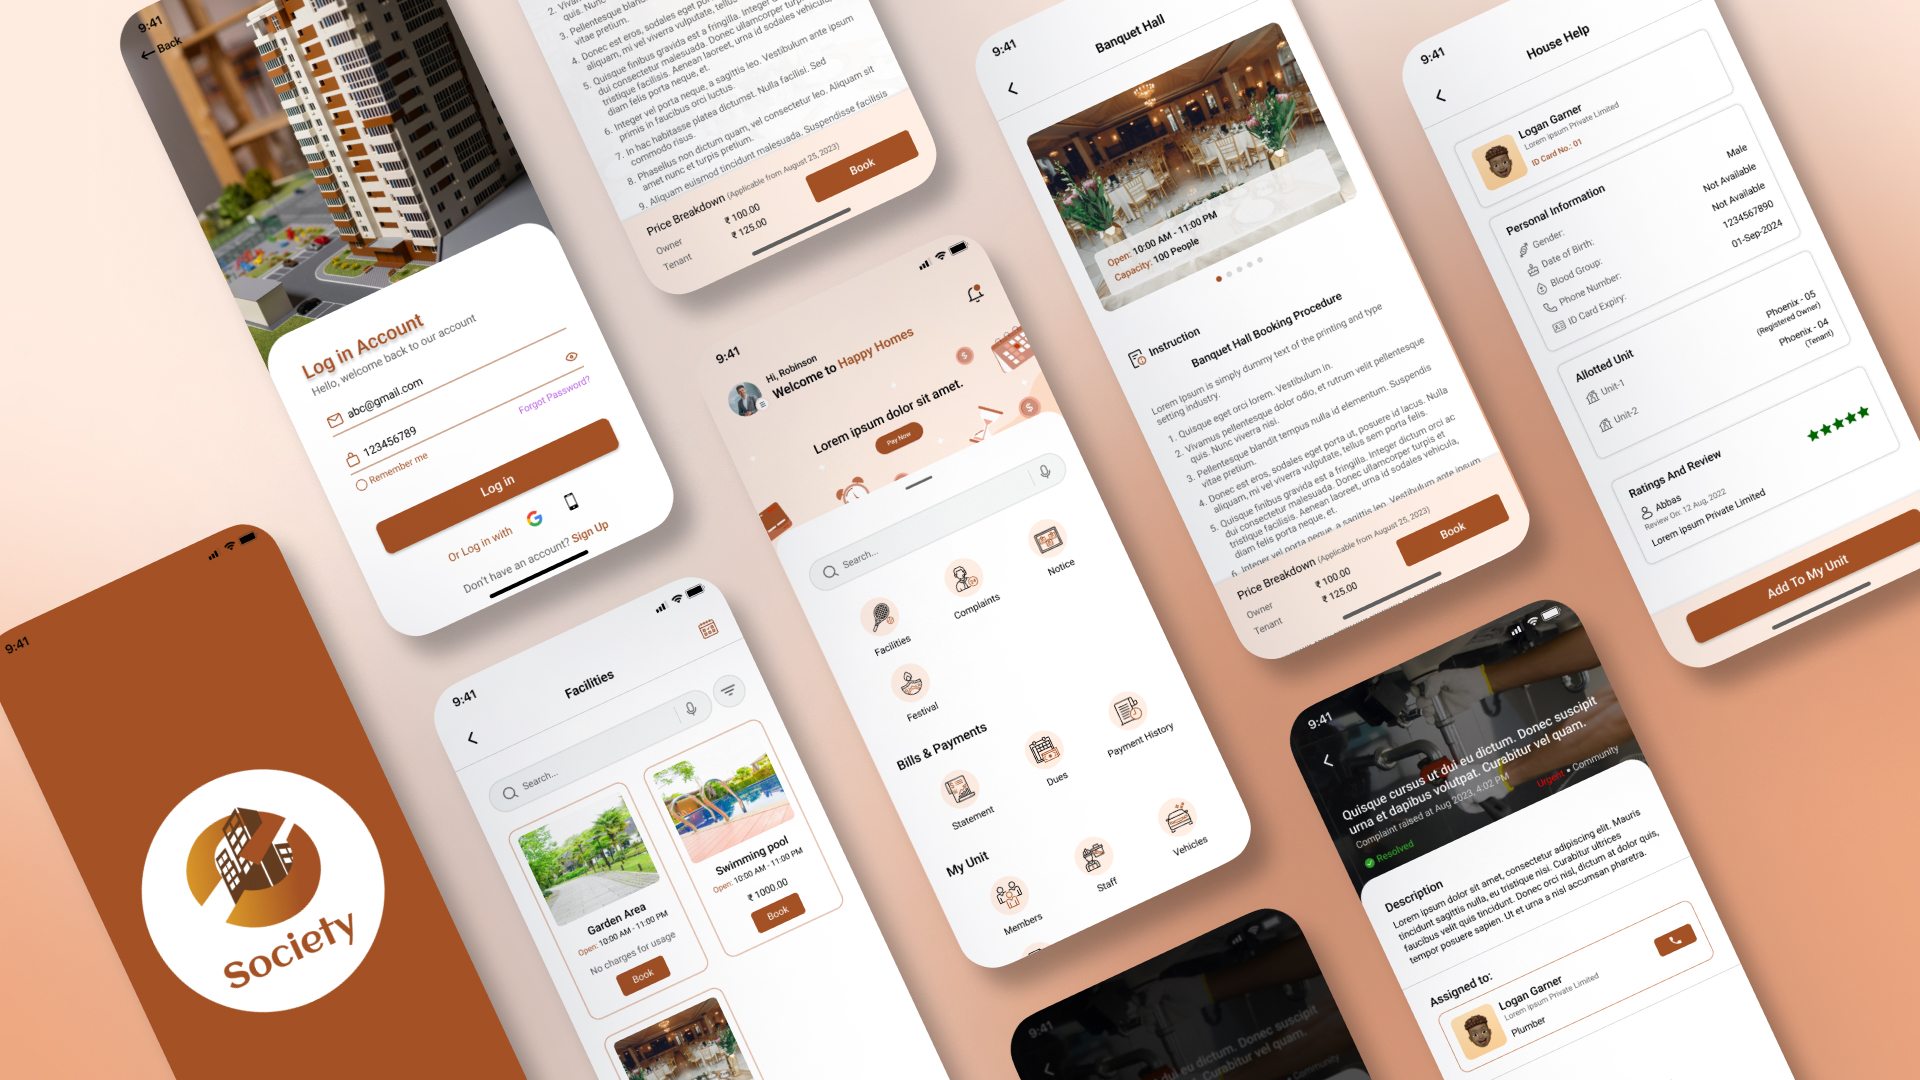 9:41
Back
Log in Account
Hello, welcome back to our account
abc@gmail.com
123456789
Forgot Password?
Remember me
Log in
Or Log in with
Don't have an account? Sign Up
9:41
Society
2. Vivamus
quis. Nunc viverra
3. Pellentesque blandit
vitae pretium.
4. Donec est eros, sodales eget porta
aliquam, mi vel viverra vulputate, tellus
5. Quisque finibus gravida est a fringilla. Integer
dui consectetur malesuada. Donec ullamcorper turpis
tristique facilisis. Aenean laoreet, urna id sodales vehicula,
diam felis porta neque, et.
6. Integer vel porta neque, a sagittis leo. Vestibulum ante ipsum
primis in faucibus orci luctus.
7. In hac habitasse platea dictumst. Nulla facilisi. Sed
commodo risus.
8. Phasellus non dictum quam, vel consectetur leo. Aliquam sit
amet nunc et turpis pretium.
9. Aliquam euismod tincidunt malesuada. Suspendisse facilisis
Price Breakdown (Applicable from August 25, 2023)
Owner ₹ 100.00
Tenant ₹ 125.00
Book
9:41
Facilities
Search...
Garden Area
Open: 10:00 AM - 11:00 PM
No charges for usage
Book
Swimming pool
Open: 10:00 AM - 11:00 PM
₹ 1000.00
Book
9:41
Hi, Robinson
Welcome to Happy Homes
Lorem ipsum dolor sit amet.
Pay Now
Search...
Facilities
Complaints
Notice
Festival
Bills & Payments
Statement
Dues
Payment History
My Unit
Members
Staff
Vehicles
9:41
Banquet Hall
Open: 10:00 AM - 11:00 PM
Capacity: 100 People
Instruction
Banquet Hall Booking Procedure
Lorem Ipsum is simply dummy text of the printing and type
setting industry.
1. Quisque eget orci lorem. Vestibulum in.
2. Vivamus pellentesque dolor odio, et rutrum velit pellentesque
quis. Nunc viverra nisi.
3. Pellentesque blandit tempus nulla id elementum. Suspendis
vitae pretium.
4. Donec est eros, sodales eget porta ut, posuere id lacus. Nulla
aliquam, mi vel viverra vulputate, tellus sem porta felis.
5. Quisque finibus gravida est a fringilla. Integer dictum orci ac
dui consectetur malesuada. Donec ullamcorper turpis et
tristique facilisis. Aenean laoreet, urna id sodales vehicula,
diam felis porta neque, et.
6. Integer vel porta neque, a sagittis leo. Vestibulum ante ipsum
Price Breakdown (Applicable from August 25, 2023)
Owner ₹ 100.00
Tenant ₹ 125.00
Book
9:41
House Help
Logan Garner
Lorem Ipsum Private Limited
ID Card No.: 01
Personal Information
Gender: Male
Date of Birth: Not Available
Blood Group: Not Available
Phone Number: 1234567890
ID Card Expiry: 01-Sep-2024
Allotted Unit
Unit-1 Phoenix - 05
(Registered Owner)
Unit-2 Phoenix - 04
(Tenant)
Ratings And Review
Abbas
Review On: 12 Aug, 2022
Lorem Ipsum Private Limited
Add To My Unit
9:41
Quisque cursus ut dui eu dictum. Donec suscipit
urna et dapibus volutpat. Curabitur vel quam.
Complaint raised at Aug 2023, 4:02 PM
Urgent • Community
Resolved
Description
Lorem ipsum dolor sit amet, consectetur adipiscing elit. Mauris
tincidunt sagittis nulla, eu tristique nisi. Curabitur ultrices
faucibus velit quis tincidunt. Donec orci nisl, dictum at dolor quis,
tempor posuere sapien. Ut et urna a nisl accumsan pharetra.
Assigned to:
Logan Garner
Lorem Ipsum Private Limited
Plumber
9:41
dui eu dictum. Donec suscipit
volutpat. Curabitur vel quam.
Community